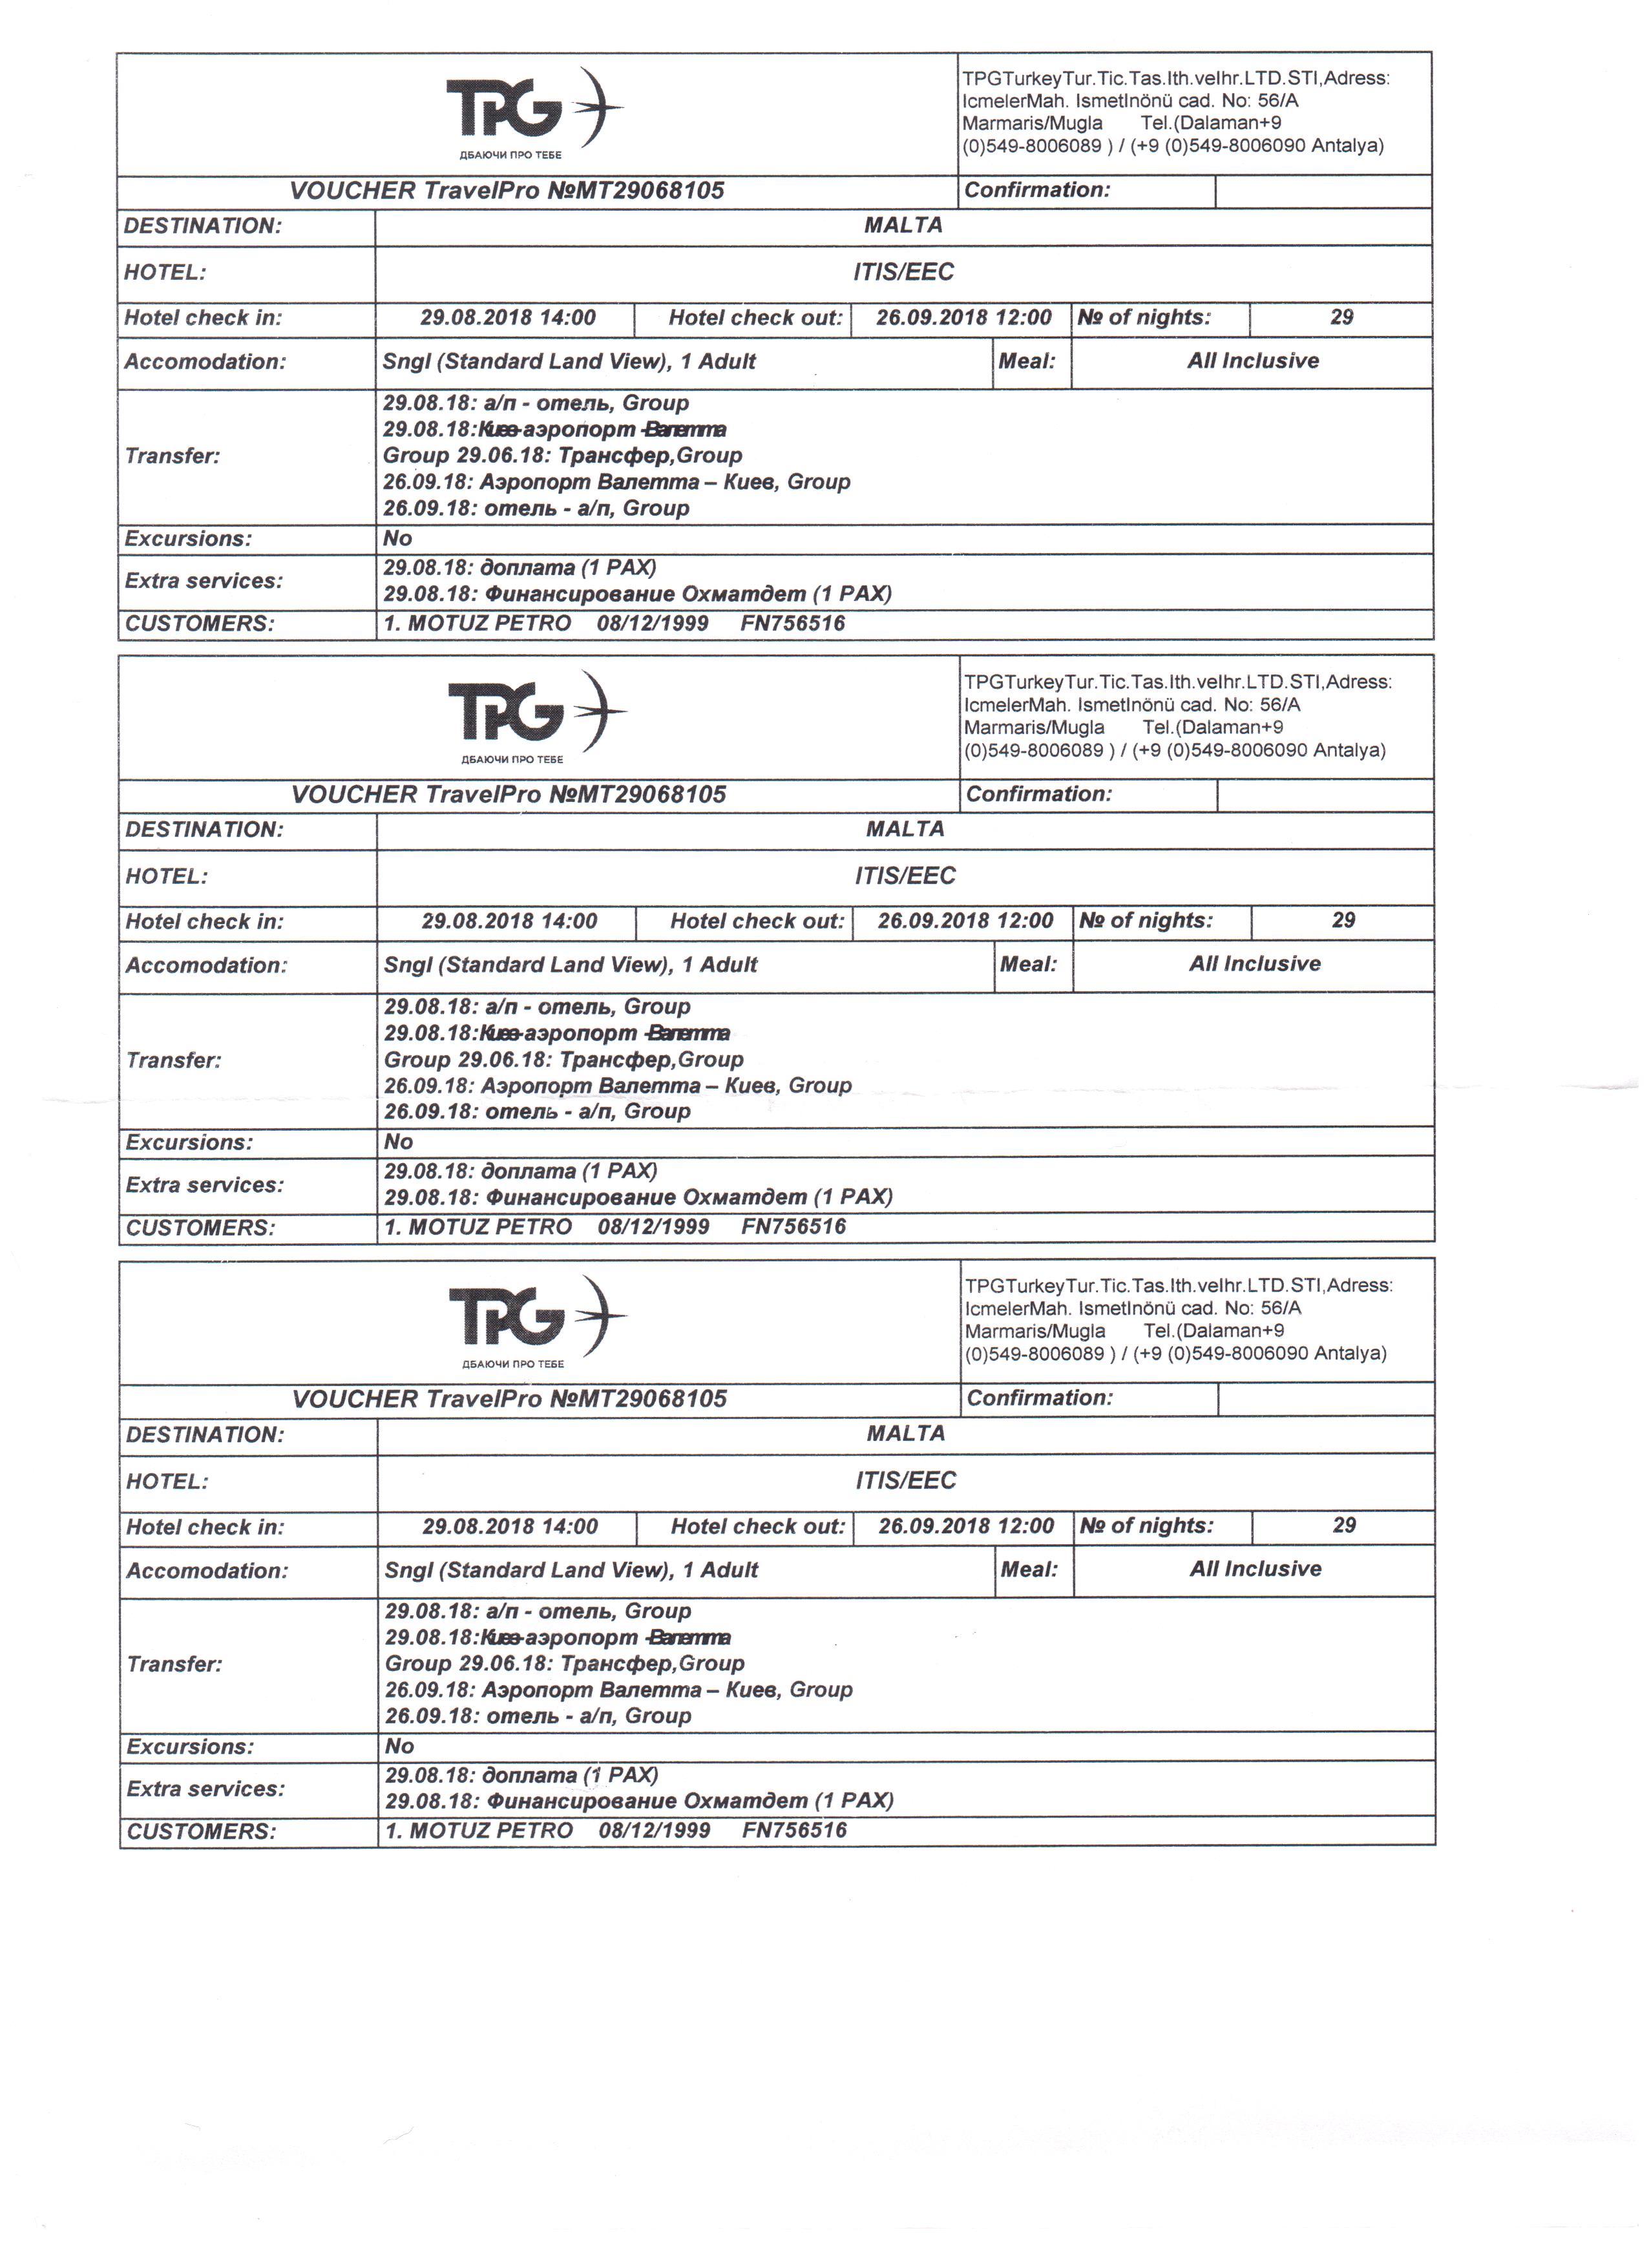 TPG
ДБАЮЧИ ПРО ТЕБЕ
TPGTurkeyTur.Tic.Tas.Ith.veIhr.LTD.STI,Adress:
IcmelerMah. IsmetInönü cad. No: 56/A
Marmaris/Mugla Tel.(Dalaman+9
(0)549-8006089 ) / (+9 (0)549-8006090 Antalya)
VOUCHER TravelPro №MT29068105 Confirmation:
DESTINATION: MALTA
HOTEL: ITIS/EEC
Hotel check in: 29.08.2018 14:00 Hotel check out: 26.09.2018 12:00 № of nights: 29
Accomodation: Sngl (Standard Land View), 1 Adult Meal: All Inclusive
Transfer:
29.08.18: а/п - отель, Group
29.08.18:Киев-аэропорт -Валетта
Group 29.06.18: Трансфер,Group
26.09.18: Аэропорт Валетта – Киев, Group
26.09.18: отель - а/п, Group
Excursions: No
Extra services:
29.08.18: доплата (1 PAX)
29.08.18: Финансирование Охматдет (1 PAX)
CUSTOMERS: 1. MOTUZ PETRO 08/12/1999 FN756516
TPG
ДБАЮЧИ ПРО ТЕБЕ
TPGTurkeyTur.Tic.Tas.Ith.veIhr.LTD.STI,Adress:
IcmelerMah. IsmetInönü cad. No: 56/A
Marmaris/Mugla Tel.(Dalaman+9
(0)549-8006089 ) / (+9 (0)549-8006090 Antalya)
VOUCHER TravelPro №MT29068105 Confirmation:
DESTINATION: MALTA
HOTEL: ITIS/EEC
Hotel check in: 29.08.2018 14:00 Hotel check out: 26.09.2018 12:00 № of nights: 29
Accomodation: Sngl (Standard Land View), 1 Adult Meal: All Inclusive
Transfer:
29.08.18: а/п - отель, Group
29.08.18:Киев-аэропорт -Валетта
Group 29.06.18: Трансфер,Group
26.09.18: Аэропорт Валетта – Киев, Group
26.09.18: отель - а/п, Group
Excursions: No
Extra services:
29.08.18: доплата (1 PAX)
29.08.18: Финансирование Охматдет (1 PAX)
CUSTOMERS: 1. MOTUZ PETRO 08/12/1999 FN756516
TPG
ДБАЮЧИ ПРО ТЕБЕ
TPGTurkeyTur.Tic.Tas.Ith.veIhr.LTD.STI,Adress:
IcmelerMah. IsmetInönü cad. No: 56/A
Marmaris/Mugla Tel.(Dalaman+9
(0)549-8006089 ) / (+9 (0)549-8006090 Antalya)
VOUCHER TravelPro №MT29068105 Confirmation:
DESTINATION: MALTA
HOTEL: ITIS/EEC
Hotel check in: 29.08.2018 14:00 Hotel check out: 26.09.2018 12:00 № of nights: 29
Accomodation: Sngl (Standard Land View), 1 Adult Meal: All Inclusive
Transfer:
29.08.18: а/п - отель, Group
29.08.18:Киев-аэропорт -Валетта
Group 29.06.18: Трансфер,Group
26.09.18: Аэропорт Валетта – Киев, Group
26.09.18: отель - а/п, Group
Excursions: No
Extra services:
29.08.18: доплата (1 PAX)
29.08.18: Финансирование Охматдет (1 PAX)
CUSTOMERS: 1. MOTUZ PETRO 08/12/1999 FN756516